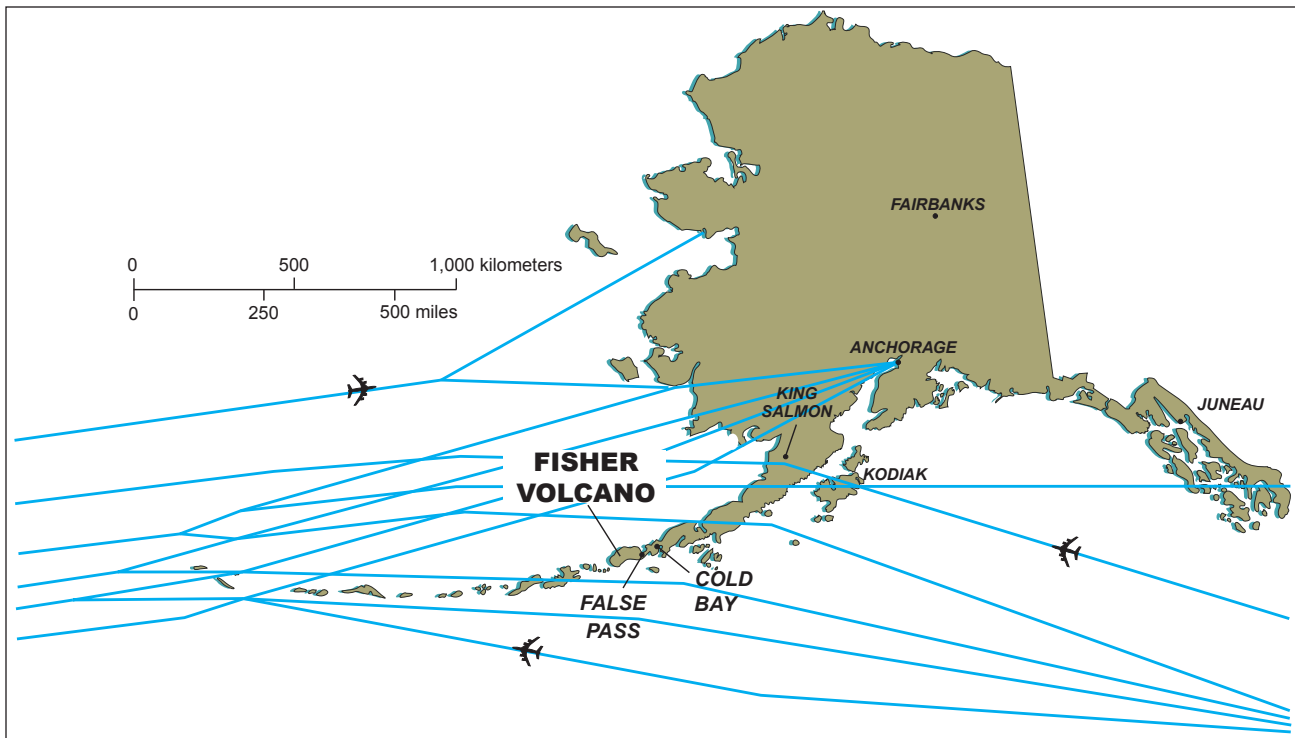 FAIRBANKS
0 500 1,000 kilometers
0 250 500 miles
ANCHORAGE
KING
SALMON
JUNEAU
FISHER
VOLCANO
KODIAK
COLD
BAY
FALSE
PASS